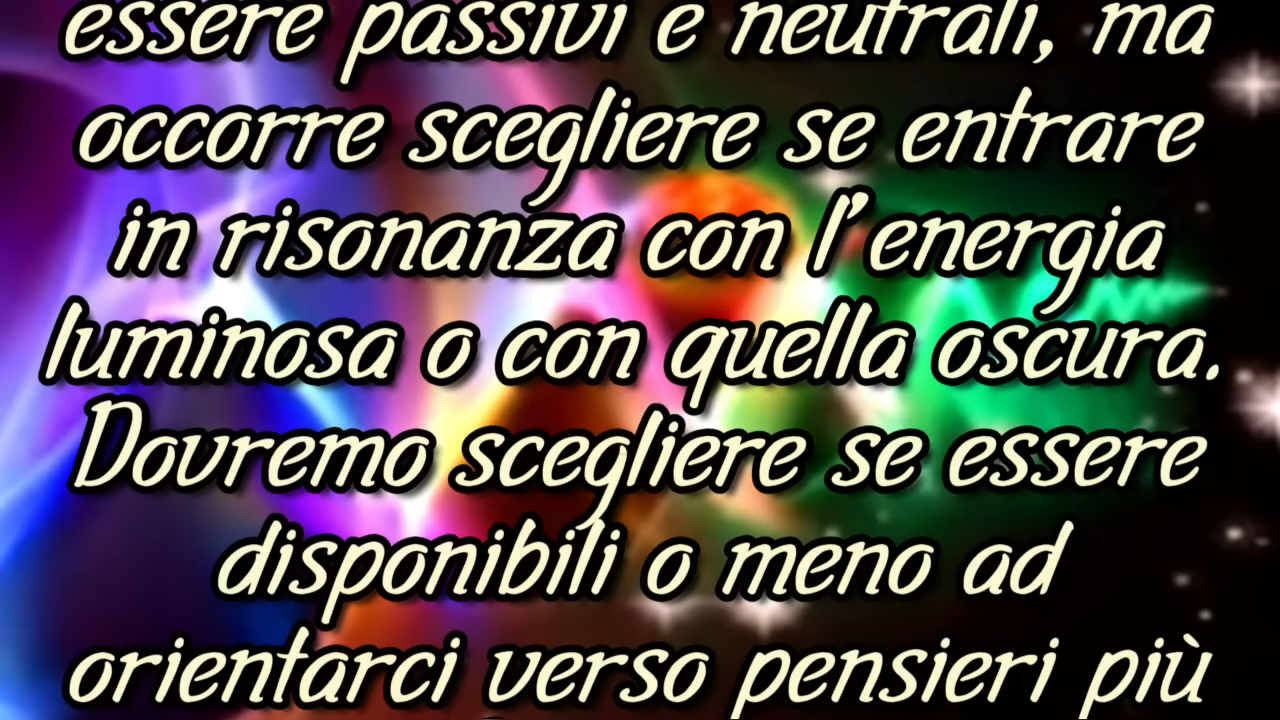 essere passivi e neutrali, ma
occorre scegliere se entrare
in risonanza con l'energia
luminosa o con quella oscura.
Dovremo scegliere se essere
disponibili o meno ad
orientarci verso pensieri più